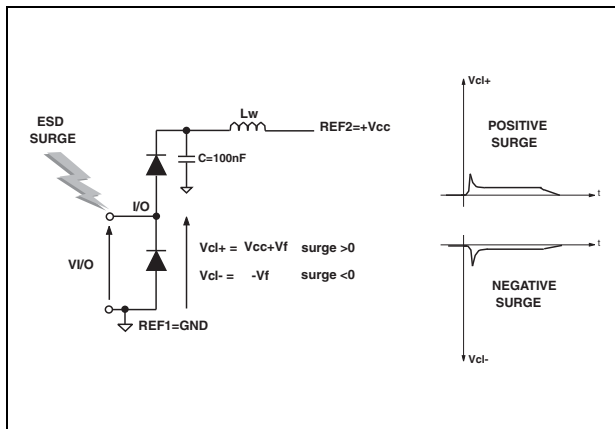 ESD
SURGE
Lw
REF2=+Vcc
C=100nF
I/O
VI/O
Vcl+ = Vcc+Vf surge >0
Vcl- = -Vf surge <0
REF1=GND
Vcl+
POSITIVE
SURGE
t
t
NEGATIVE
SURGE
Vcl-